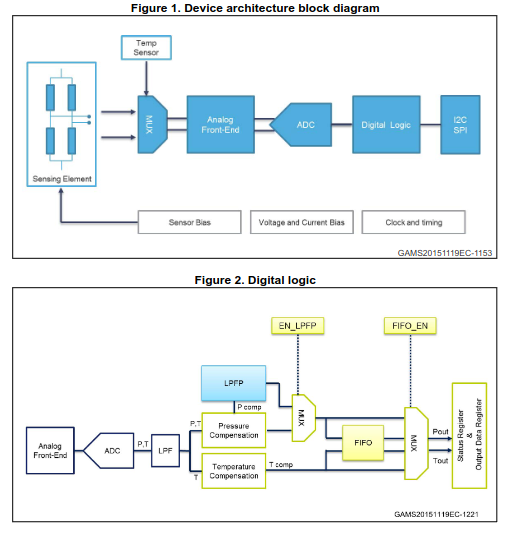 Figure 1. Device architecture block diagram
Temp
Sensor
MUX
Analog
Front-End
ADC
Digital Logic
I2C
SPI
Sensing Element
Sensor Bias
Voltage and Current Bias
Clock and timing
GAMS20151119EC-1153
Figure 2. Digital logic
EN_LPFP
FIFO_EN
LPFP
P comp
P,T
Pressure
Compensation
MUX
FIFO
MUX
Pout
Tout
Status Register
&
Output Data Register
Analog
Front-End
ADC
P,T
LPF
T
Temperature
Compensation
T comp
GAMS20151119EC-1221